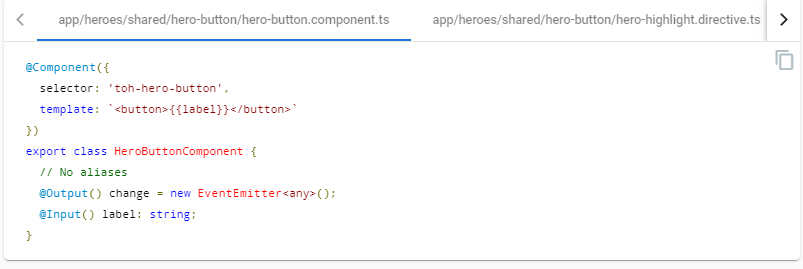 app/heroes/shared/hero-button/hero-button.component.ts
app/heroes/shared/hero-button/hero-highlight.directive.ts
@Component({
  selector: 'toh-hero-button',
  template: `<button>{{label}}</button>`
})
export class HeroButtonComponent {
  // No aliases
  @Output() change = new EventEmitter<any>();
  @Input() label: string;
}